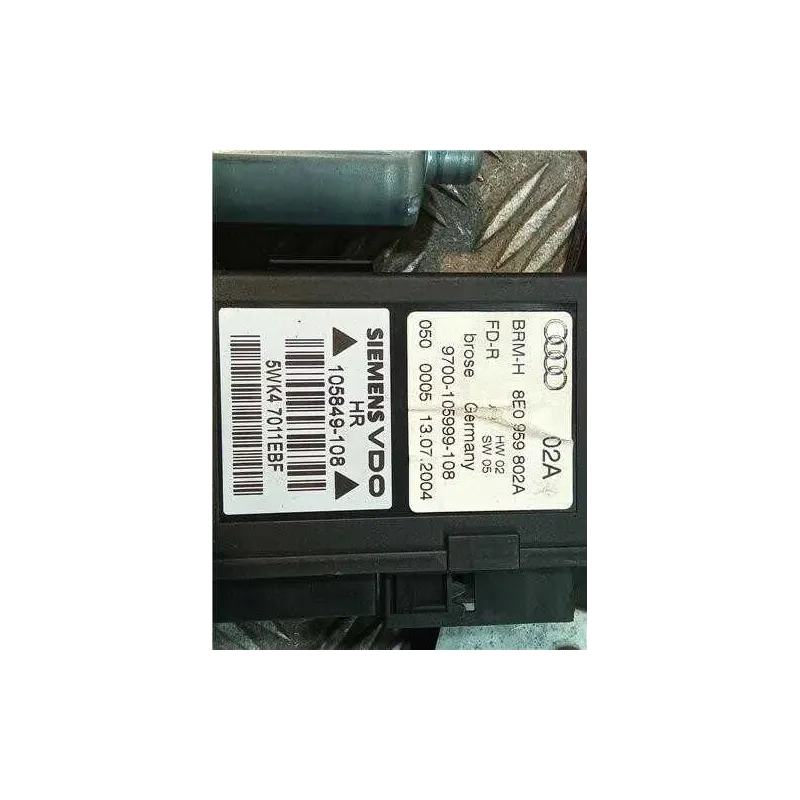 02A
BRM-H 8E0 959 802A
HW 02
FD-R
SW 05
brose Germany
9700-105999-108
050 0005 13.07.2004
SIEMENS VDO
HR
105849-108
5WK4 7011EBF